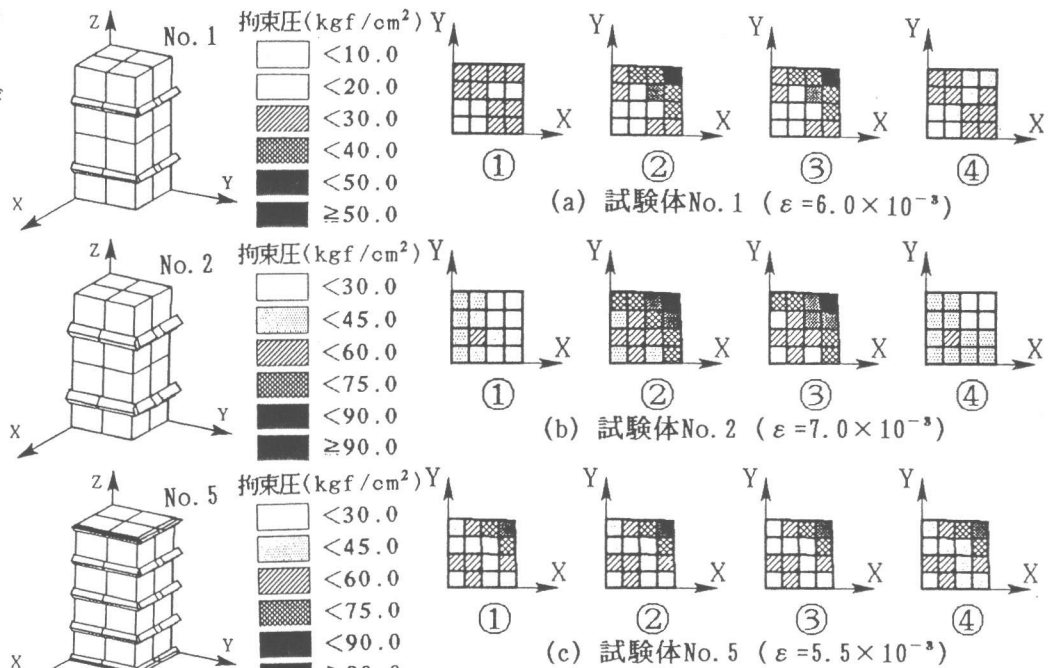 Z
No. 1
X
Y
拘束圧(kgf/cm²)
<10.0
<20.0
<30.0
<40.0
<50.0
≧50.0
Y
X
①
Y
X
②
Y
X
③
Y
X
④
(a) 試験体No.1 (ε=6.0×10⁻³)
Z
No. 2
X
Y
拘束圧(kgf/cm²)
<30.0
<45.0
<60.0
<75.0
<90.0
≧90.0
Y
X
①
Y
X
②
Y
X
③
Y
X
④
(b) 試験体No.2 (ε=7.0×10⁻³)
Z
No. 5
X
Y
拘束圧(kgf/cm²)
<30.0
<45.0
<60.0
<75.0
<90.0
Y
X
①
Y
X
②
Y
X
③
Y
X
④
(c) 試験体No.5 (ε=5.5×10⁻³)